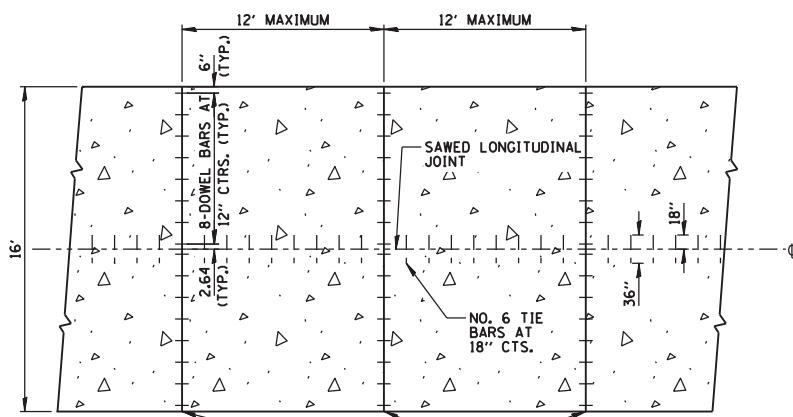 12' MAXIMUM
12' MAXIMUM
6"
(TYP.)
8-DOWEL BARS AT
12" CTRS. (TYP.)
SAWED LONGITUDINAL
JOINT
16'
18"
2.64
(TYP.)
36"
NO. 6 TIE
BARS AT
18" CTS.